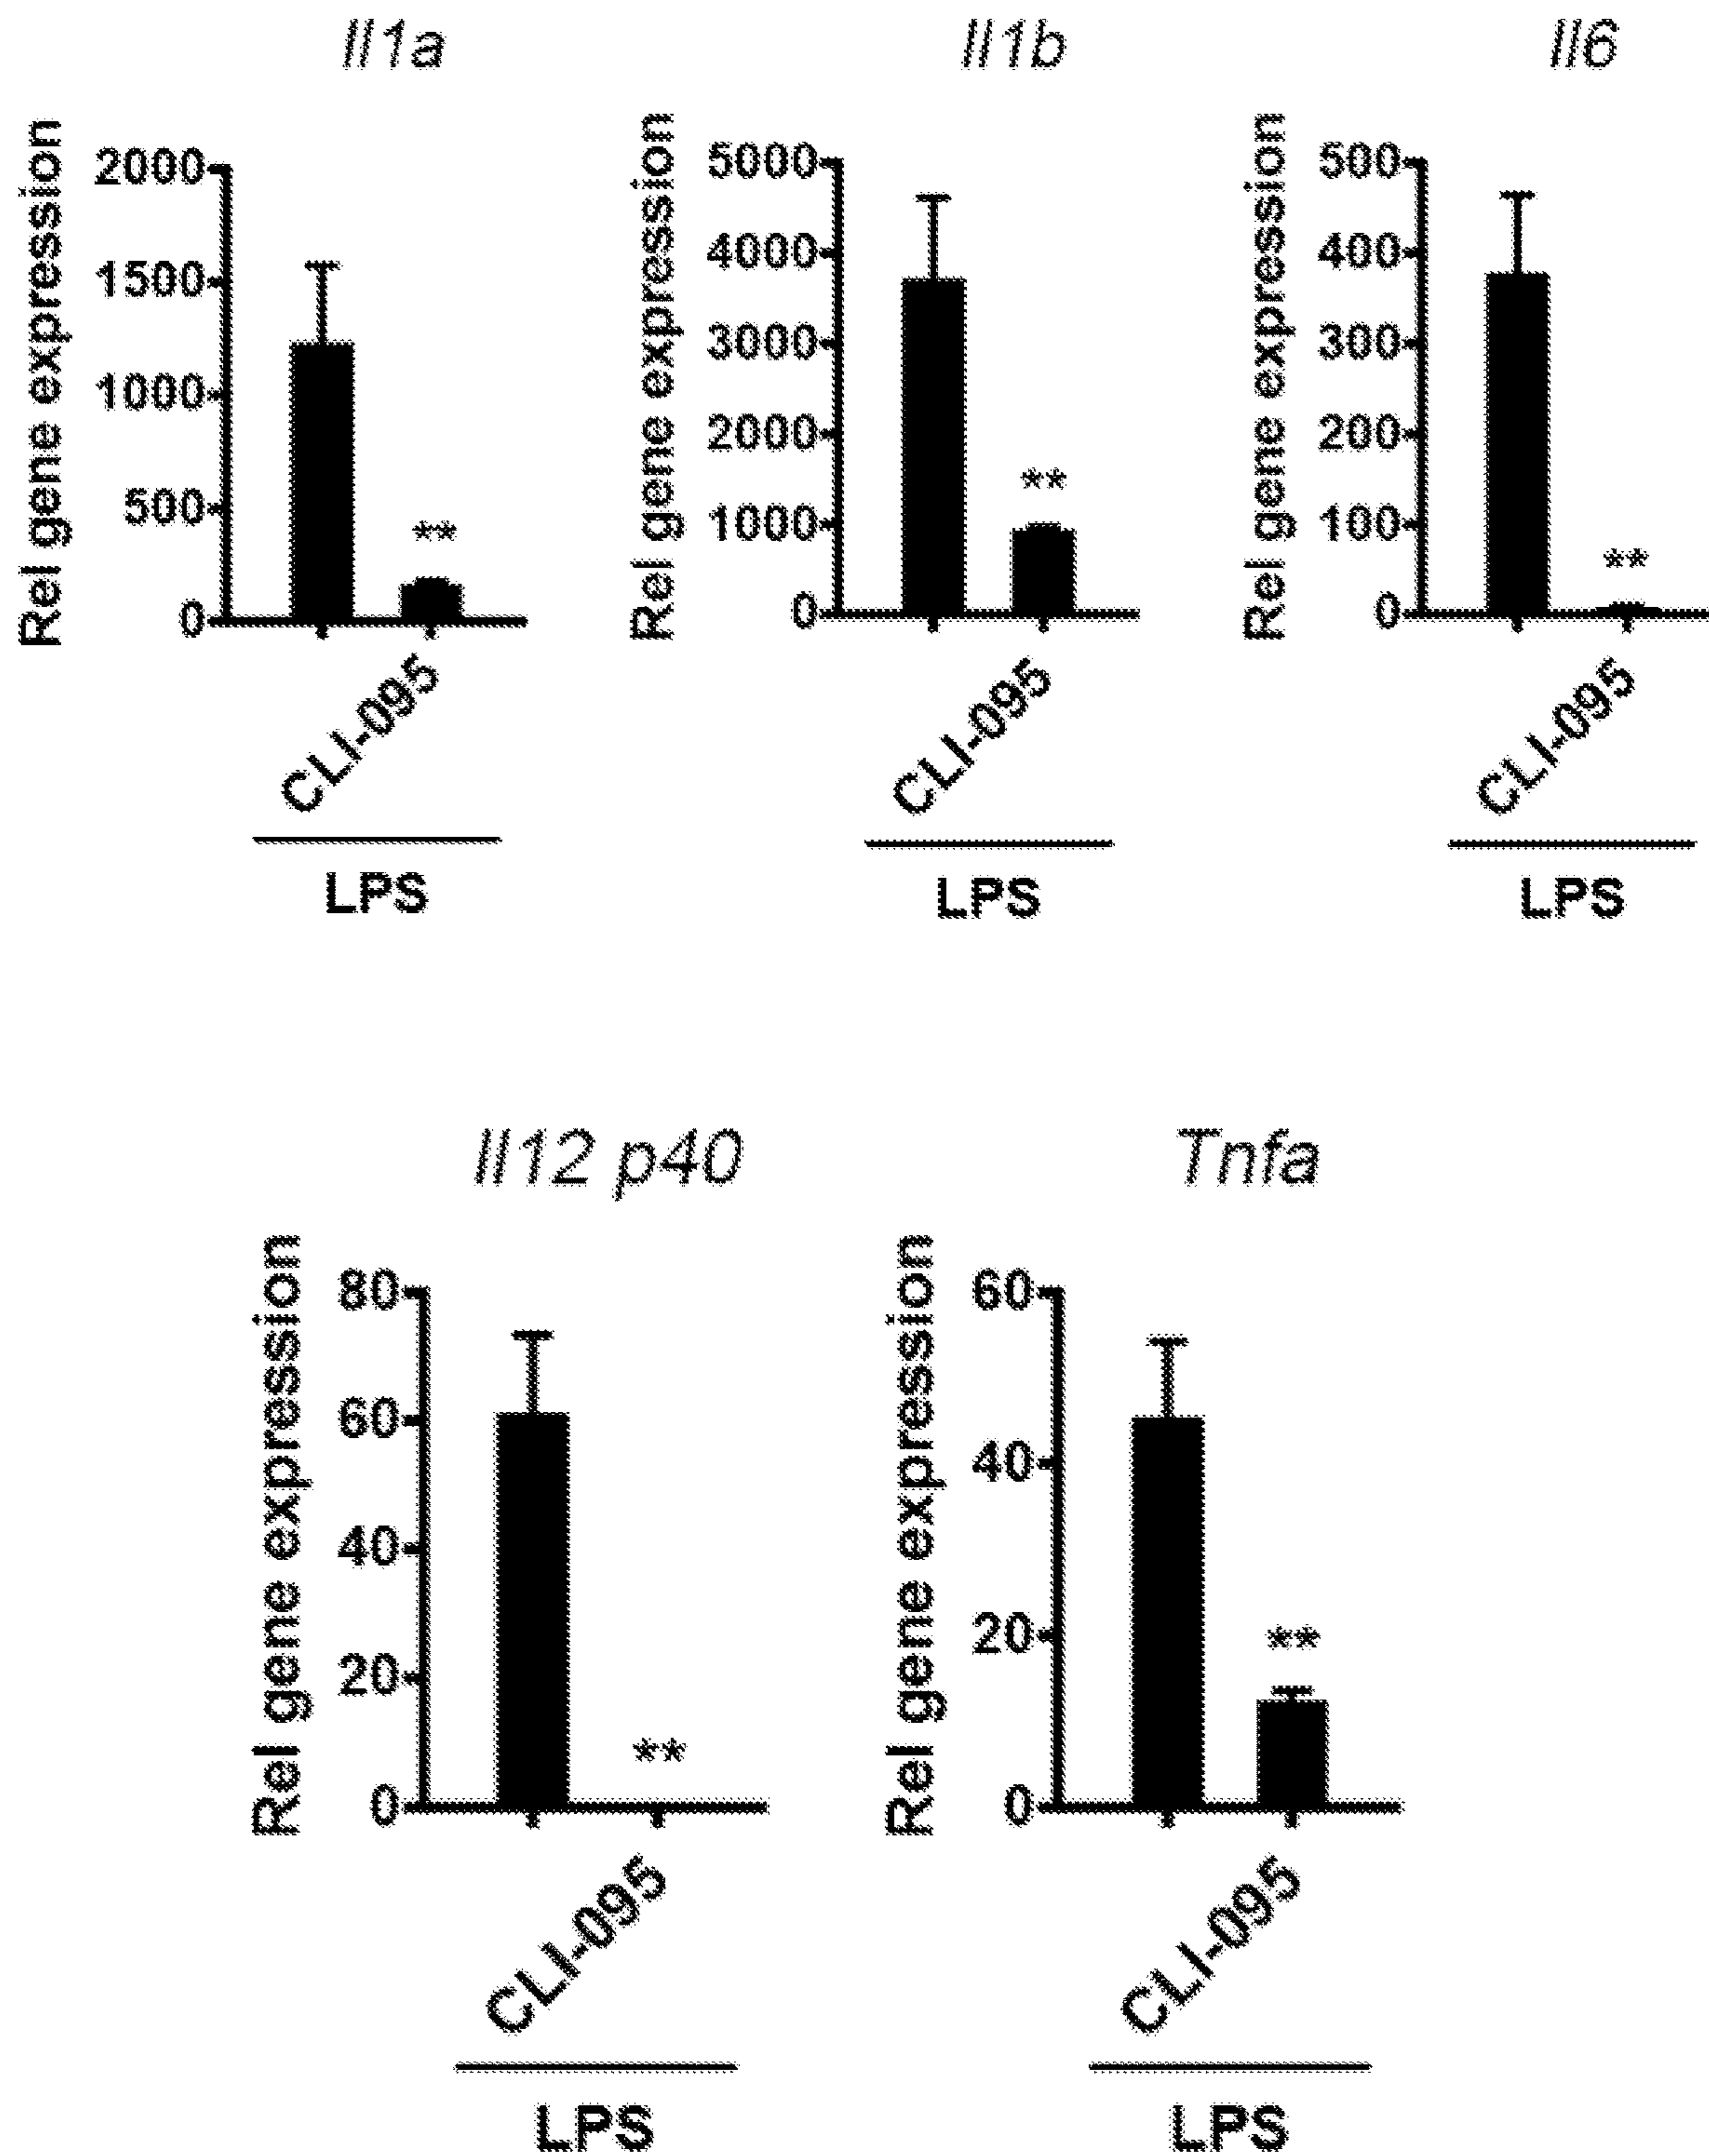 Il1a
Rel gene expression
2000
1500
1000
500
0
**
CLI-095
LPS
Il1b
Rel gene expression
5000
4000
3000
2000
1000
0
**
CLI-095
LPS
Il6
Rel gene expression
500
400
300
200
100
0
**
CLI-095
LPS
Il12 p40
Rel gene expression
80
60
40
20
0
**
CLI-095
LPS
Tnfa
Rel gene expression
60
40
20
0
**
CLI-095
LPS